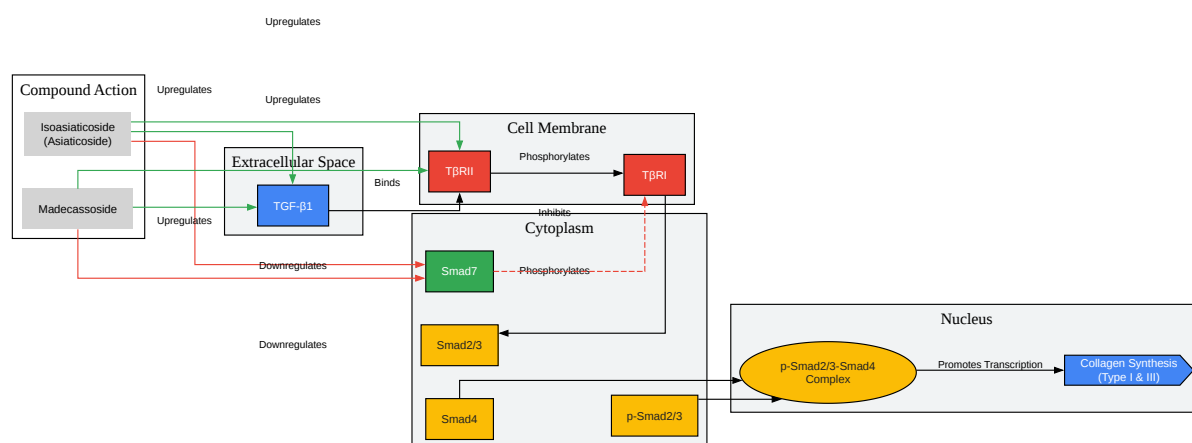 Upregulates
Compound Action
Upregulates
Upregulates
Isoasiaticoside
(Asiaticoside)
Cell Membrane
Extracellular Space
Phosphorylates
TβRII
TβRI
Binds
Madecassoside
TGF-β1
Upregulates
Inhibits
Cytoplasm
Downregulates
Smad7
Phosphorylates
Nucleus
Smad2/3
Downregulates
p-Smad2/3-Smad4
Complex
Promotes Transcription
Collagen Synthesis
(Type I & III)
Smad4
p-Smad2/3